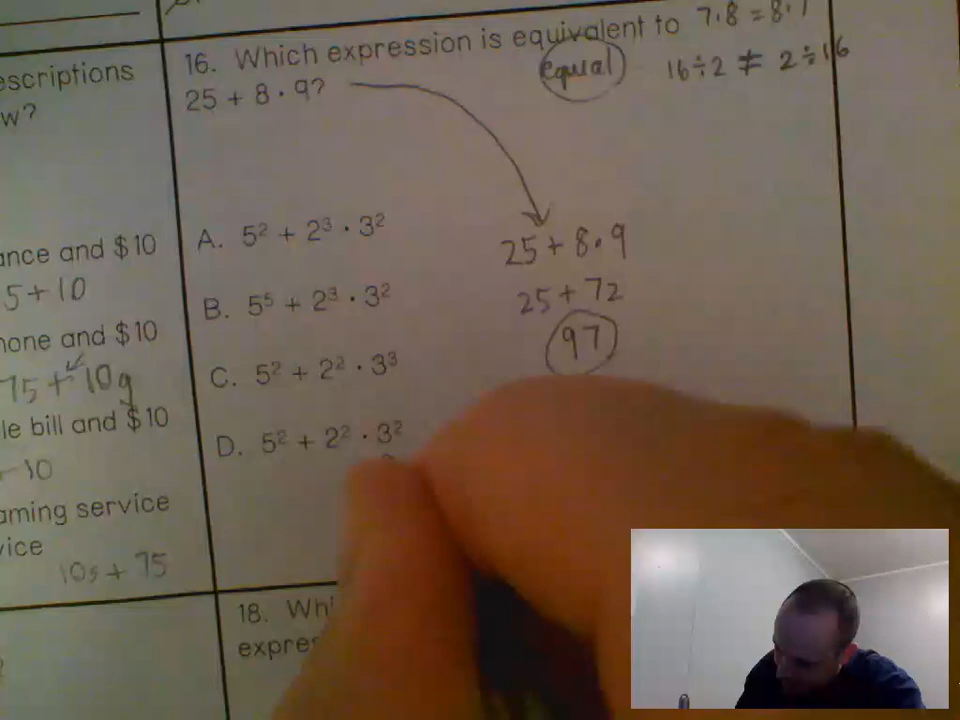 escriptions
w?
ance and $10
5+10
hone and $10
75+10g
le bill and $10
-10
aming service
vice
10s + 75
16. Which expression is equivalent to
25 + 8 · 9?
equal
7·8 = 8·7
16÷2 ≠ 2÷16
A. 5² + 2³ · 3²
B. 5⁵ + 2³ · 3²
C. 5² + 2² · 3³
D. 5² + 2² · 3²
25+8·9
25+72
97
18. Whi
expres